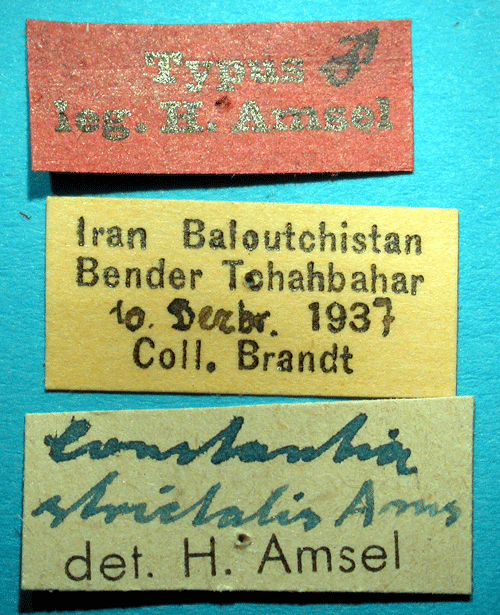 Typus ♂
leg. H. Amsel
Iran Baloutchistan
Bender Tchahbahar
10. Dezbr. 1937
Coll. Brandt
Constantia
strictalis Ams
det. H. Amsel